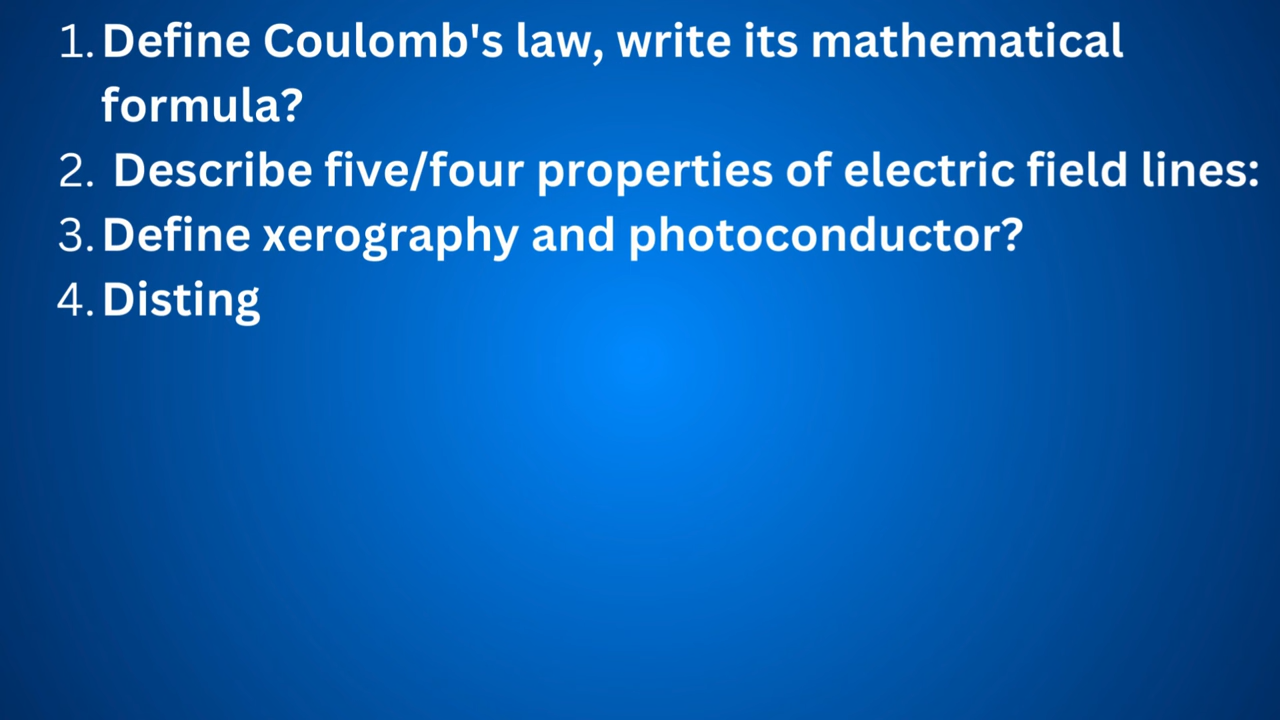 1. Define Coulomb's law, write its mathematical
formula?
2. Describe five/four properties of electric field lines:
3. Define xerography and photoconductor?
4. Disting